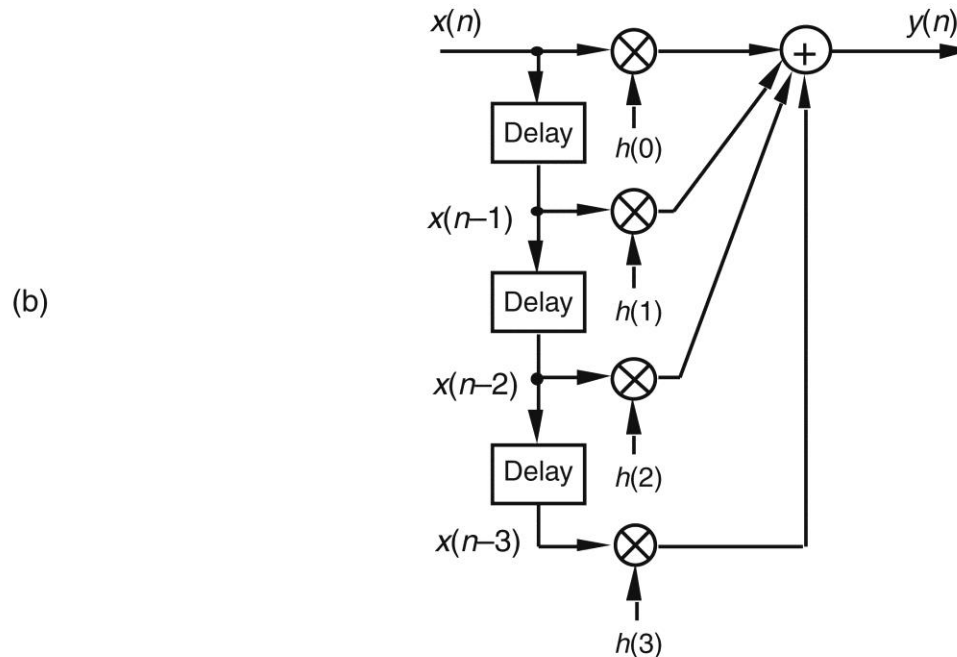 x(n) y(n)
Delay
h(0)
x(n–1)
(b)
Delay
h(1)
x(n–2)
Delay
h(2)
x(n–3)
h(3)